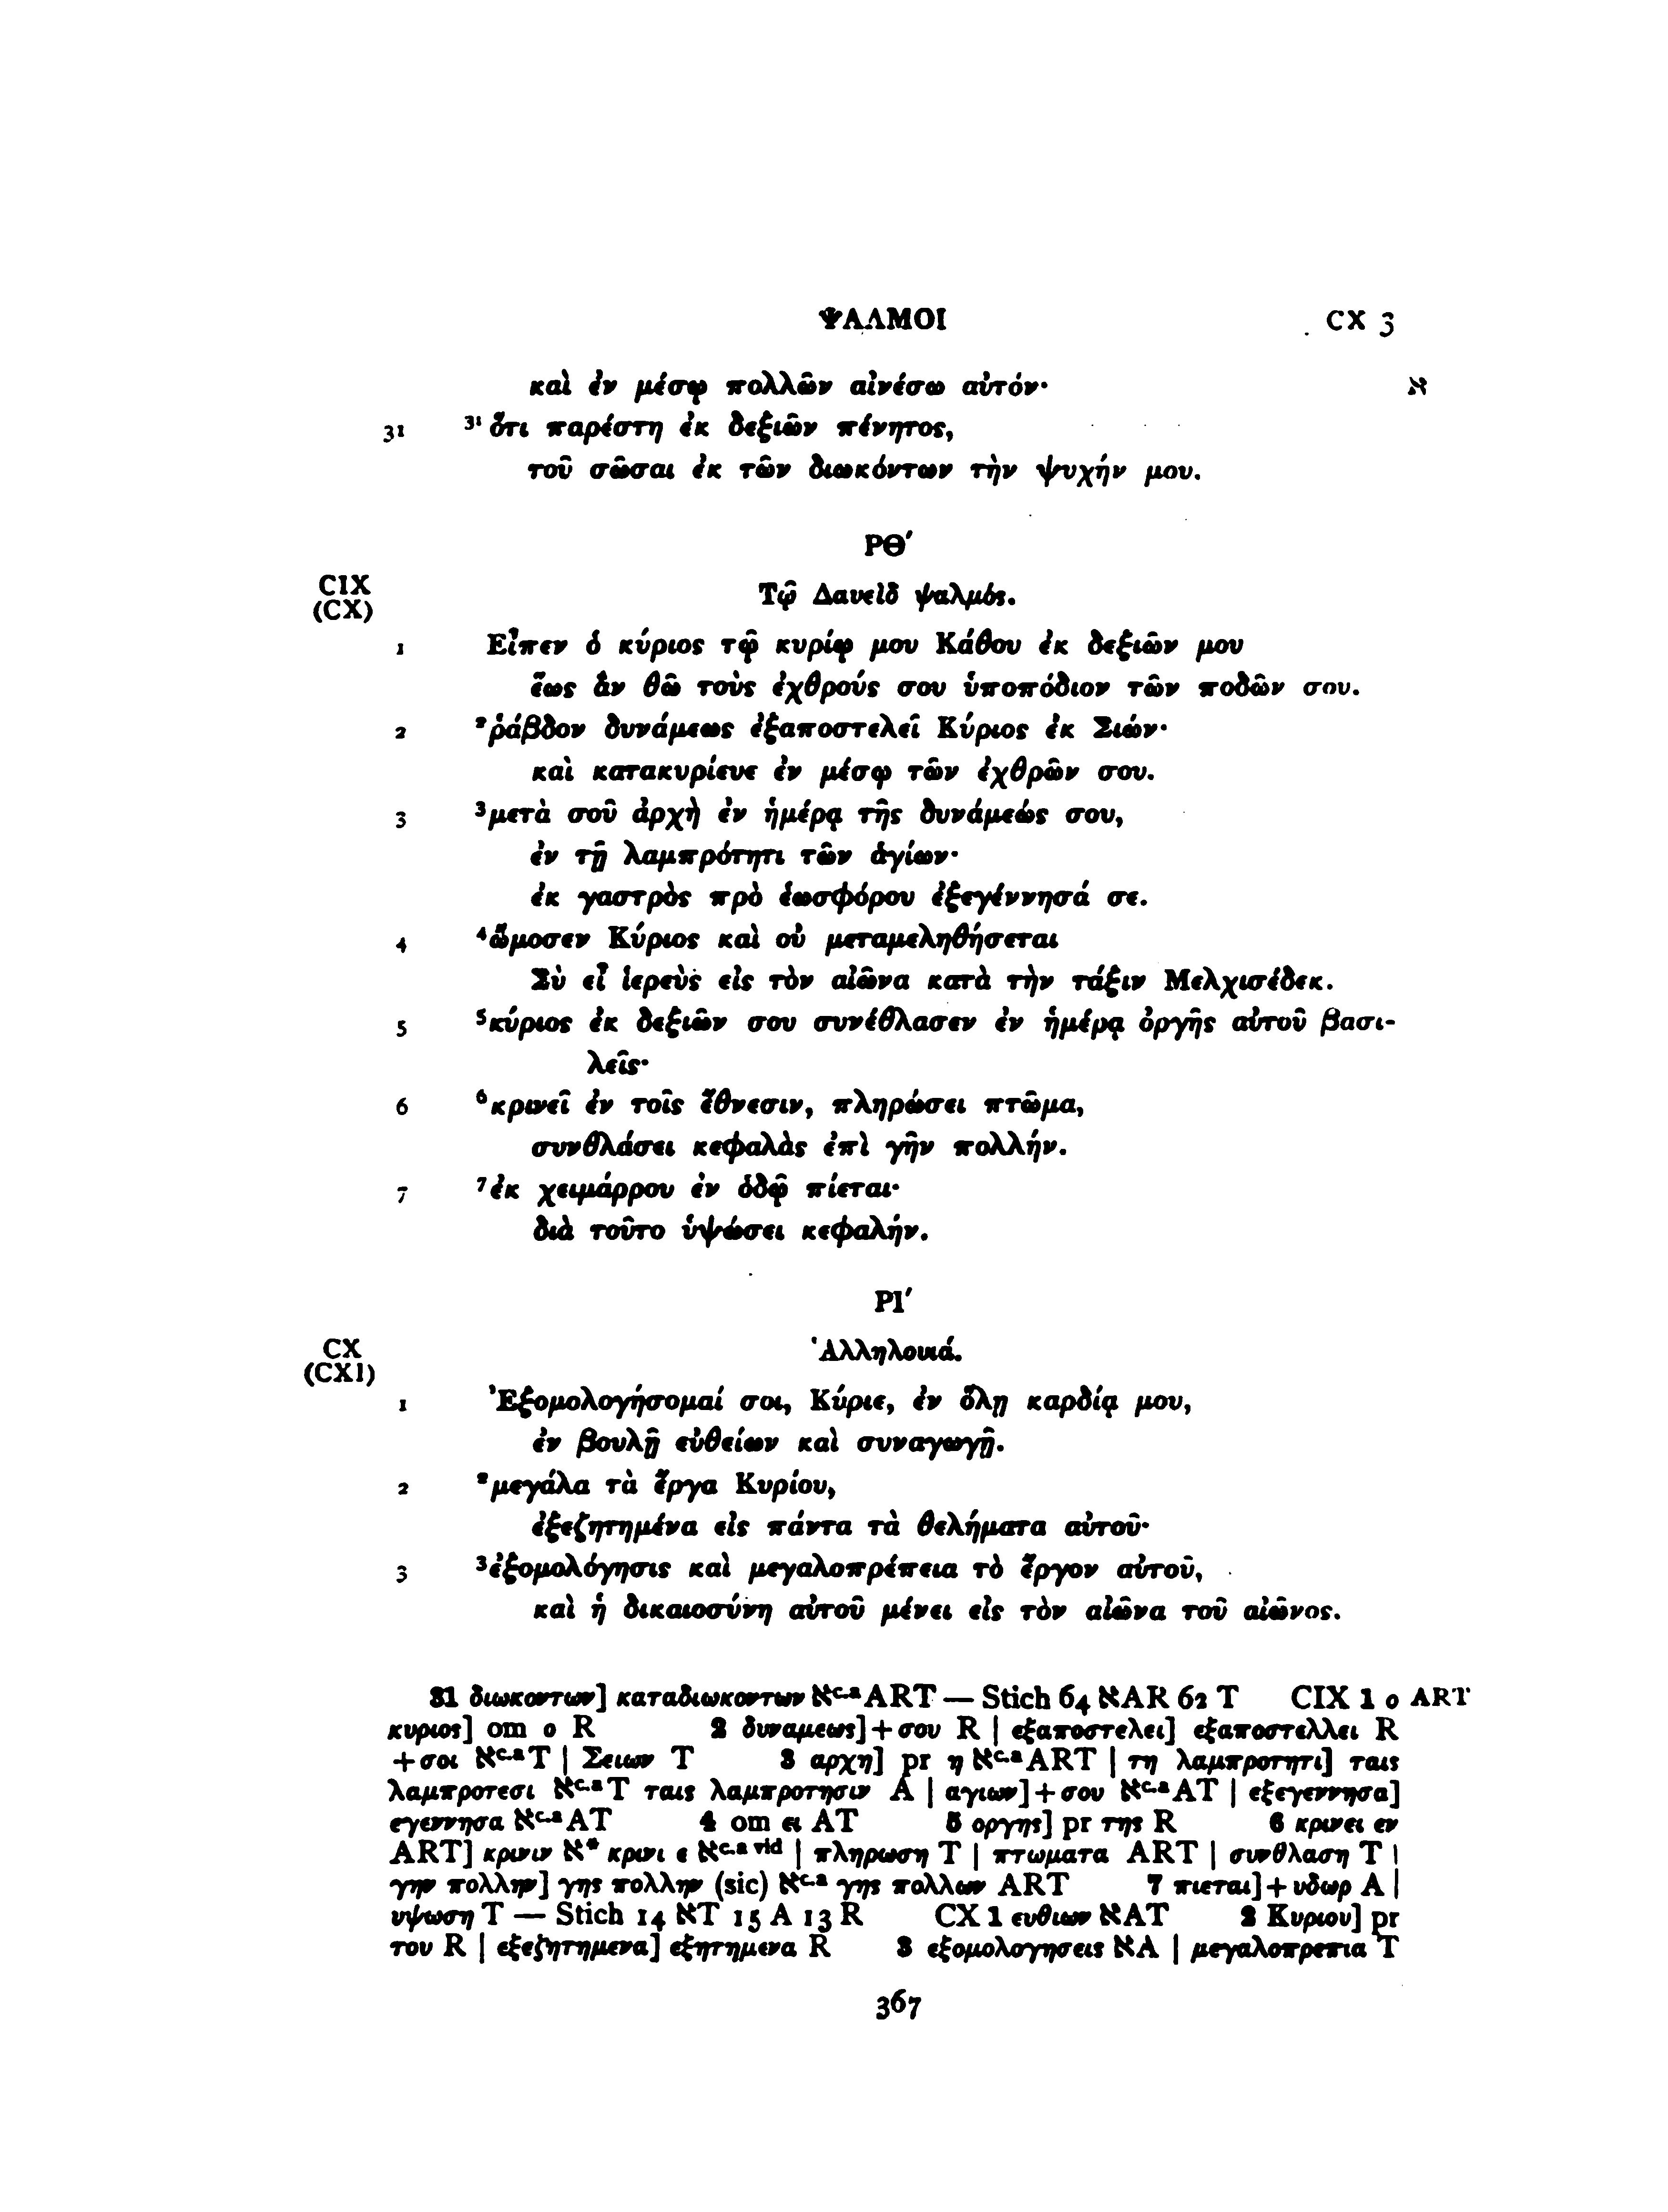 ΨΑΛΜΟΙ CX 3
καὶ ἐν μέσῳ πολλῶν αἰνέσω αὐτόν· א
31 ³¹ὅτι παρέστη ἐκ δεξιῶν πένητος,
τοῦ σῶσαι ἐκ τῶν διωκόντων τὴν ψυχήν μου.
ΡΘ′
CIX
(CX)
Τῷ Δαυεὶδ ψαλμός.
1 Εἶπεν ὁ κύριος τῷ κυρίῳ μου Κάθου ἐκ δεξιῶν μου
ἕως ἂν θῶ τοὺς ἐχθρούς σου ὑποπόδιον τῶν ποδῶν σου.
2 ²ῥάβδον δυνάμεως ἐξαποστελεῖ Κύριος ἐκ Σιών·
καὶ κατακυρίευε ἐν μέσῳ τῶν ἐχθρῶν σου.
3 ³μετὰ σοῦ ἀρχὴ ἐν ἡμέρᾳ τῆς δυνάμεώς σου,
ἐν τῇ λαμπρότητι τῶν ἁγίων·
ἐκ γαστρὸς πρὸ ἑωσφόρου ἐξεγέννησά σε.
4 ⁴ὤμοσεν Κύριος καὶ οὐ μεταμεληθήσεται
Σὺ εἶ ἱερεὺς εἰς τὸν αἰῶνα κατὰ τὴν τάξιν Μελχισέδεκ.
5 ⁵κύριος ἐκ δεξιῶν σου συνέθλασεν ἐν ἡμέρᾳ ὀργῆς αὐτοῦ βασι-
λεῖς·
6 ⁶κρινεῖ ἐν τοῖς ἔθνεσιν, πληρώσει πτῶμα,
συνθλάσει κεφαλὰς ἐπὶ γῆν πολλήν.
7 ⁷ἐκ χειμάρρου ἐν ὁδῷ πίεται·
διὰ τοῦτο ὑψώσει κεφαλήν.
ΡΙ′
CX
(CXI)
Ἁλληλουιά.
1 Ἐξομολογήσομαί σοι, Κύριε, ἐν ὅλῃ καρδίᾳ μου,
ἐν βουλῇ εὐθείων καὶ συναγωγῇ.
2 ²μεγάλα τὰ ἔργα Κυρίου,
ἐξεζητημένα εἰς πάντα τὰ θελήματα αὐτοῦ·
3 ³ἐξομολόγησις καὶ μεγαλοπρέπεια τὸ ἔργον αὐτοῦ,
καὶ ἡ δικαιοσύνη αὐτοῦ μένει εἰς τὸν αἰῶνα τοῦ αἰῶνος.
31 διωκοντων] καταδιωκοντων אᶜ·ᵃ ART — Stich 64 אAR 62 T CIX 1 ο ART
κυριος] om ο R 2 δυναμεως] + σου R | εξαποστελει] εξαποστελλει R
+ σοι אᶜ·ᵃ T | Σειων T 3 αρχη] pr η אᶜ·ᵃ ART | τη λαμπροτητι] ταις
λαμπροτεσι אᶜ·ᵃ T ταις λαμπροτησιν A | αγιων] + σου אᶜ·ᵃ AT | εξεγεννησα]
εγεννησα אᶜ·ᵃ AT 4 om ει AT 5 οργης] pr της R 6 κρινει εν
ART] κρινιν א* κρινι ε אᶜ·ᵃ ᵛⁱᵈ | πληρωση T | πτωματα ART | συνθλαση T |
γην πολλην] γης πολλην (sic) אᶜ·ᵃ γης πολλων ART 7 πιεται] + υδωρ A |
υψωση T — Stich 14 אT 15 A 13 R CX 1 ευθιων אAT 2 Κυριου] pr
του R | εξεζητημενα] εξητημενα R 3 εξομολογησεις אA | μεγαλοπρεπια T
367